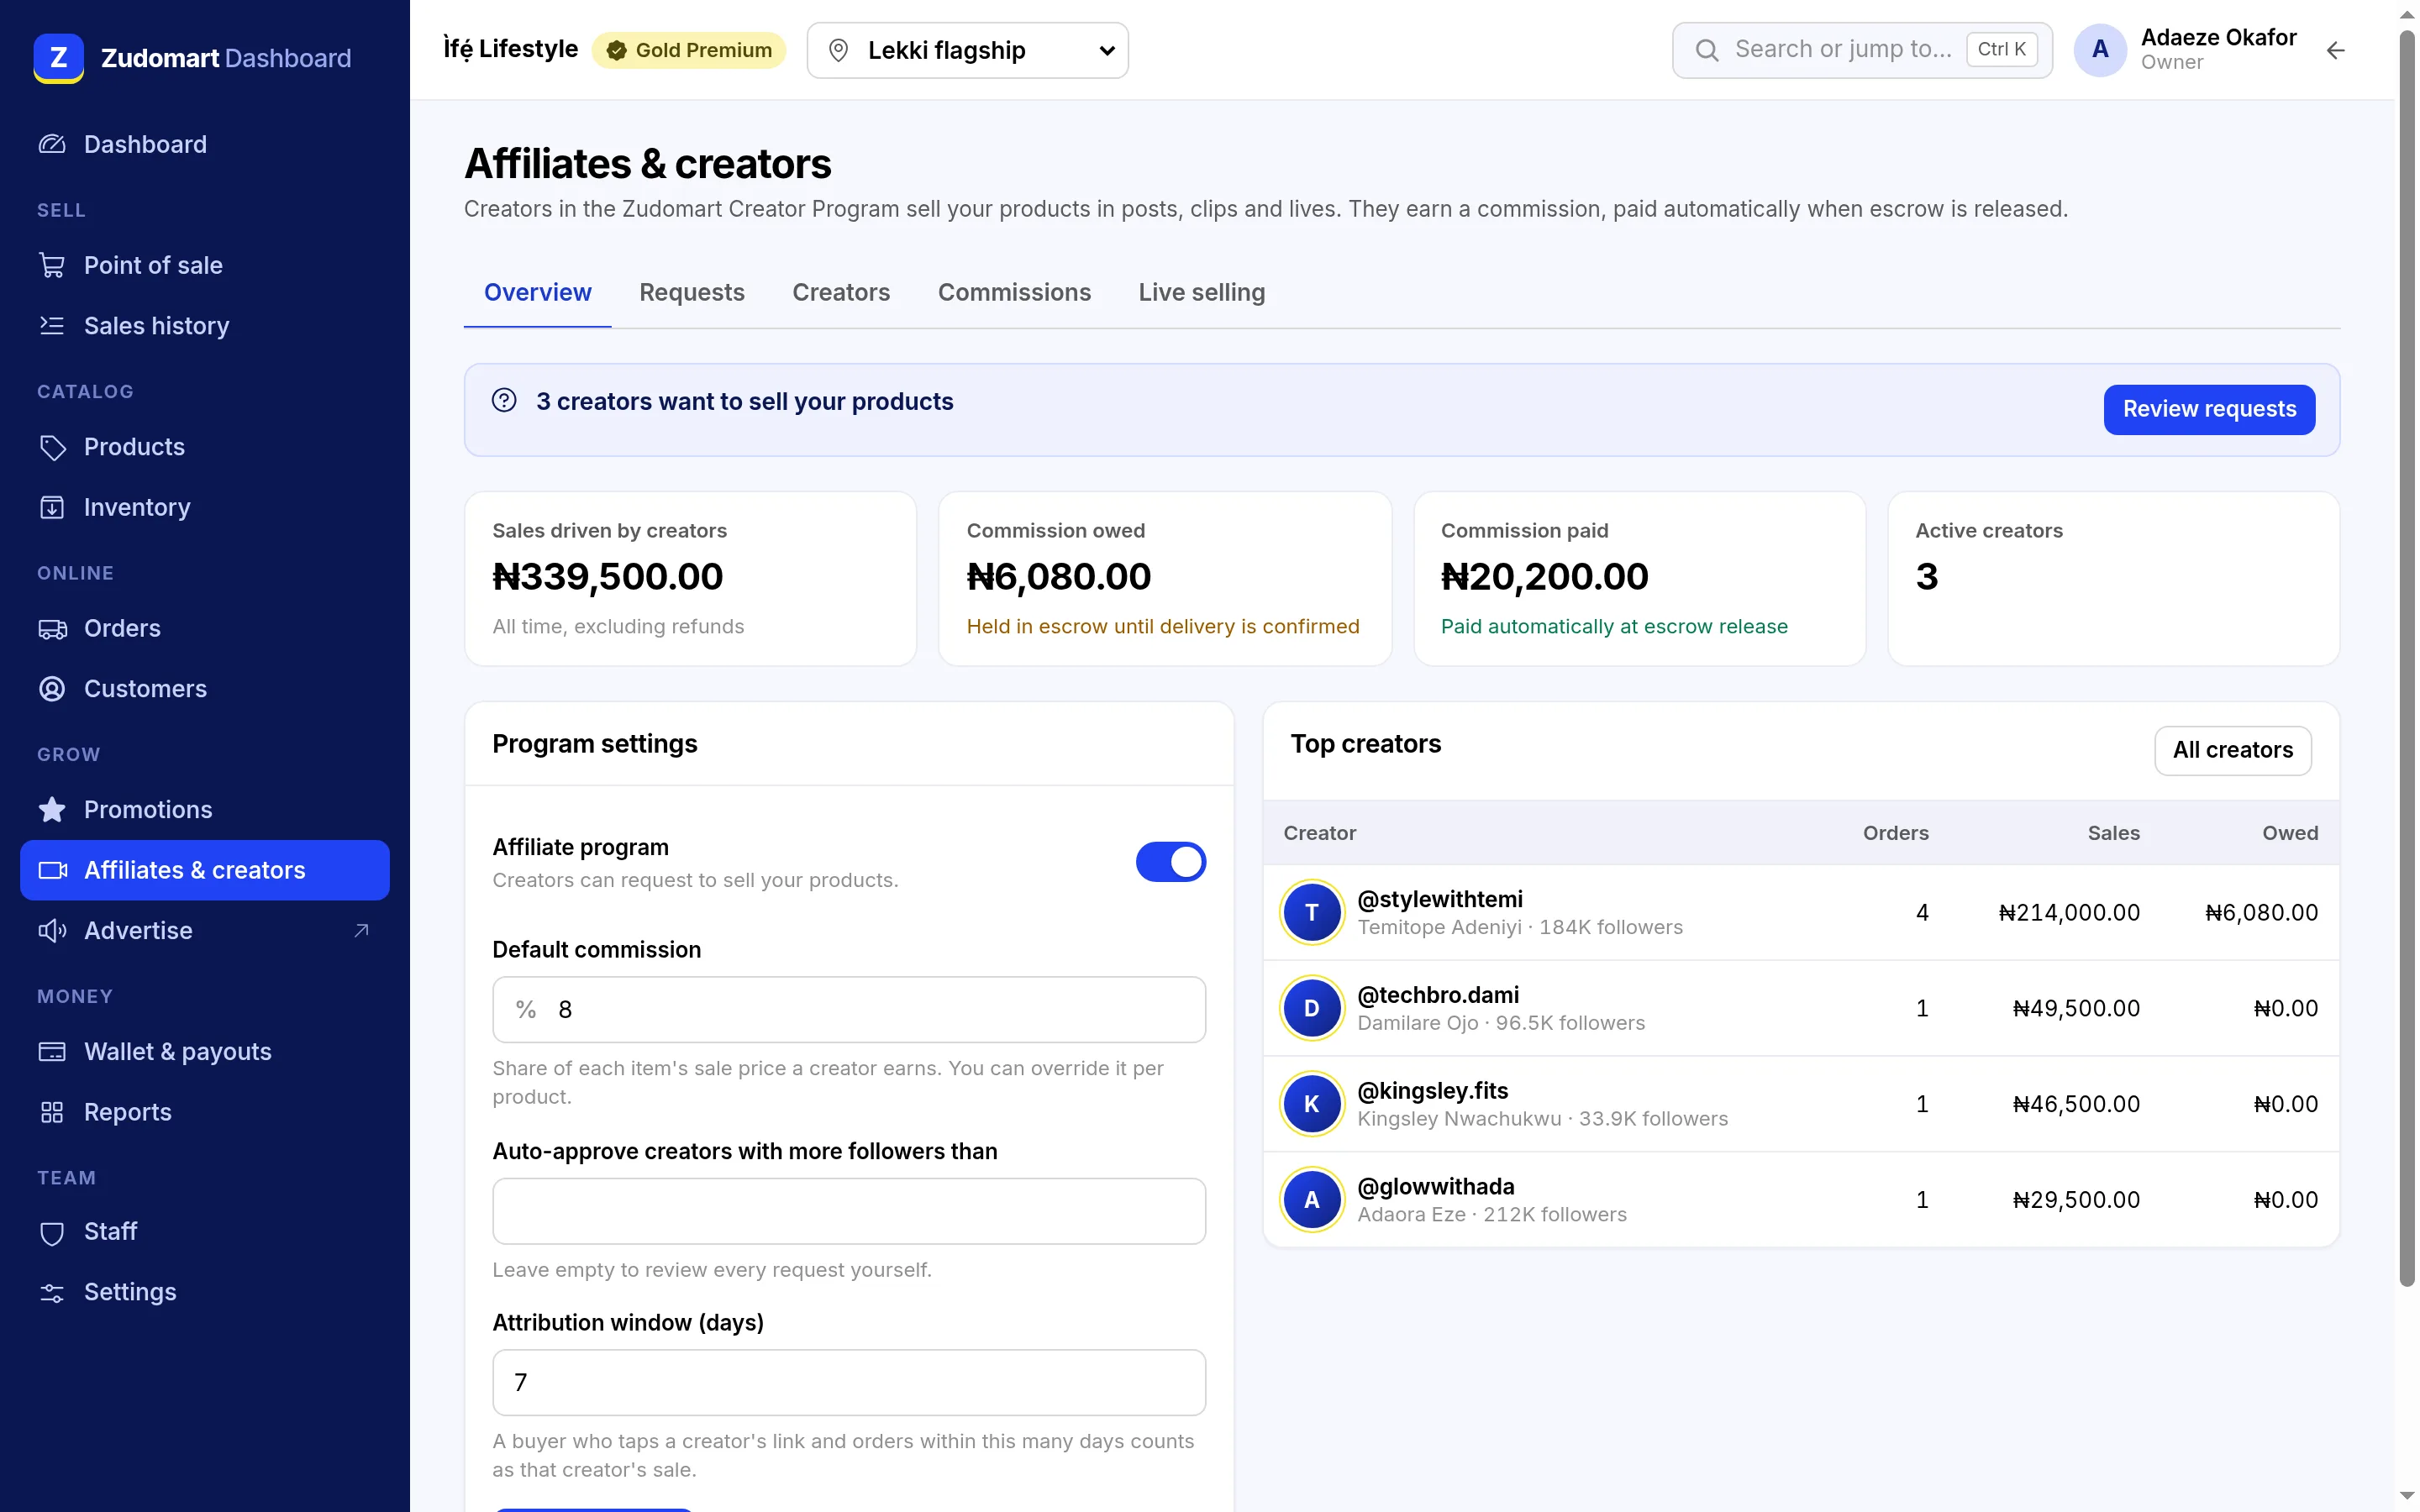 Z
Zudomart Dashboard
Dashboard
SELL
Point of sale
Sales history
CATALOG
Products
Inventory
ONLINE
Orders
Customers
GROW
Promotions
Affiliates & creators
Advertise
MONEY
Wallet & payouts
Reports
TEAM
Staff
Settings
Ìfẹ́ Lifestyle
Gold Premium
Lekki flagship
Search or jump to...
Ctrl K
A
Adaeze Okafor
Owner
Affiliates & creators
Creators in the Zudomart Creator Program sell your products in posts, clips and lives. They earn a commission, paid automatically when escrow is released.
Overview
Requests
Creators
Commissions
Live selling
3 creators want to sell your products
Review requests
Sales driven by creators
₦339,500.00
All time, excluding refunds
Commission owed
₦6,080.00
Held in escrow until delivery is confirmed
Commission paid
₦20,200.00
Paid automatically at escrow release
Active creators
3
Program settings
Affiliate program
Creators can request to sell your products.
Default commission
% 8
Share of each item's sale price a creator earns. You can override it per
product.
Auto-approve creators with more followers than
Leave empty to review every request yourself.
Attribution window (days)
7
A buyer who taps a creator's link and orders within this many days counts
as that creator's sale.
Top creators
All creators
Creator Orders Sales Owed
T
@stylewithtemi
Temitope Adeniyi · 184K followers
4 ₦214,000.00 ₦6,080.00
D
@techbro.dami
Damilare Ojo · 96.5K followers
1 ₦49,500.00 ₦0.00
K
@kingsley.fits
Kingsley Nwachukwu · 33.9K followers
1 ₦46,500.00 ₦0.00
A
@glowwithada
Adaora Eze · 212K followers
1 ₦29,500.00 ₦0.00